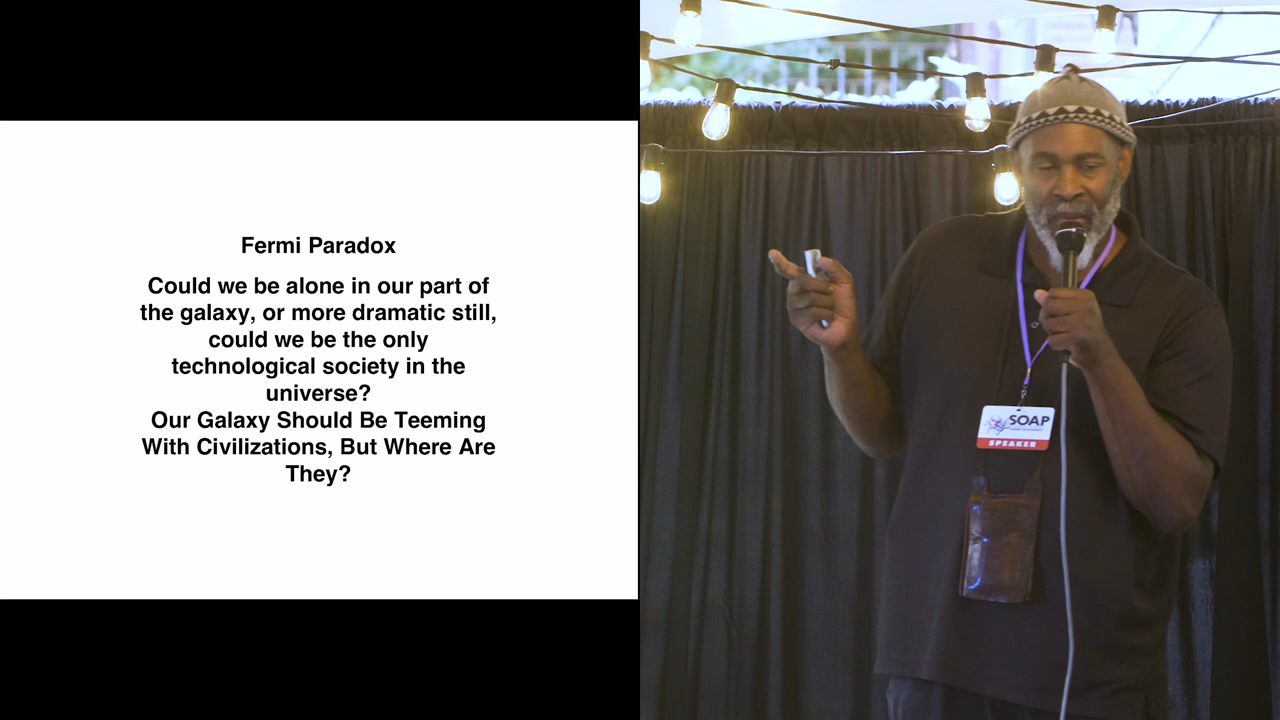 Fermi Paradox
Could we be alone in our part of
the galaxy, or more dramatic still,
could we be the only
technological society in the
universe?
Our Galaxy Should Be Teeming
With Civilizations, But Where Are
They?
SOAP
SPEAKER